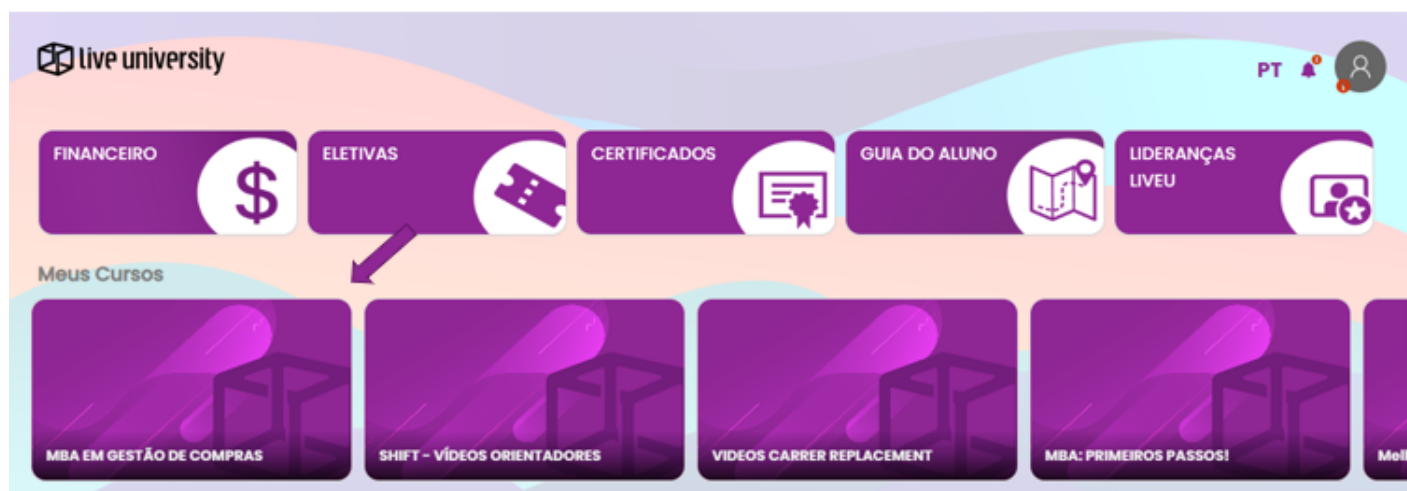 live university
PT
FINANCEIRO
ELETIVAS
CERTIFICADOS
GUIA DO ALUNO
LIDERANÇAS
LIVEU
$
Meus Cursos
MBA EM GESTÃO DE COMPRAS
SHIFT - VÍDEOS ORIENTADORES
VIDEOS CARRER REPLACEMENT
MBA: PRIMEIROS PASSOS!